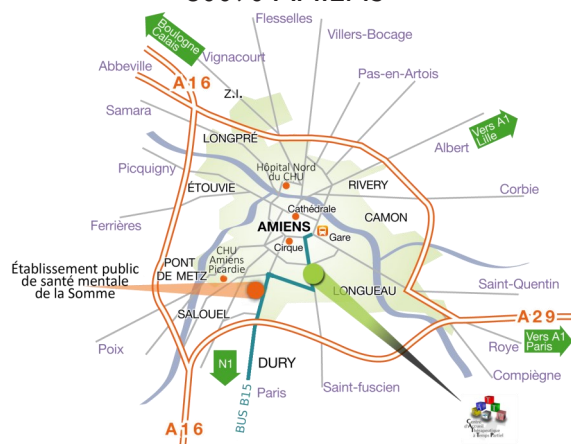 Flesselles
Boulogne
Calais
Villers-Bocage
Vignacourt
Abbeville
A16
Pas-en-Artois
Z.I.
Samara
LONGPRÉ
Vers A1
Lille
Albert
Hôpital Nord
du CHU
Picquigny
ÉTOUVIE
RIVERY
Corbie
Cathédrale
CAMON
Ferrières
AMIENS
Gare
Cirque
CHU
Amiens
Picardie
PONT
DE METZ
Établissement public
de santé mentale
de la Somme
LONGUEAU
Saint-Quentin
SALOUEL
A29
Vers A1
Paris
Roye
Poix
N1
DURY
Compiègne
Paris
Saint-fuscien
BUS B15
A16